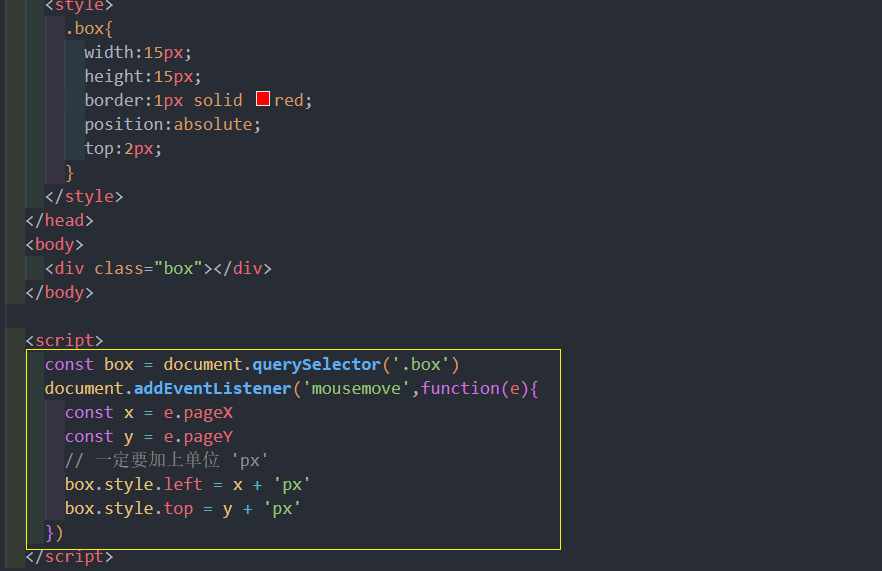 <style>
.box{
width:15px;
height:15px;
border:1px solid red;
position:absolute;
top:2px;
}
</style>
</head>
<body>
<div class="box"></div>
</body>
<script>
const box = document.querySelector('.box')
document.addEventListener('mousemove',function(e){
const x = e.pageX
const y = e.pageY
// 一定要加上单位 'px'
box.style.left = x + 'px'
box.style.top = y + 'px'
})
</script>